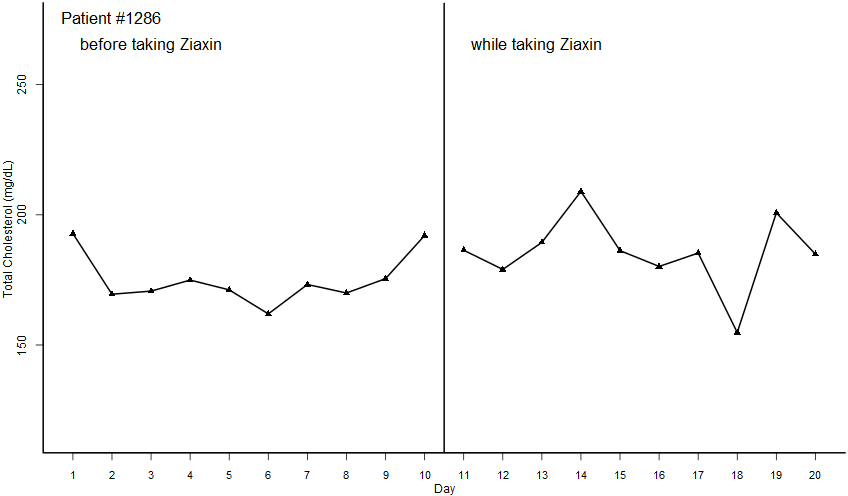 Patient #1286
before taking Ziaxin
while taking Ziaxin
Total Cholesterol (mg/dL)
250
200
150
1 2 3 4 5 6 7 8 9 10 11 12 13 14 15 16 17 18 19 20
Day